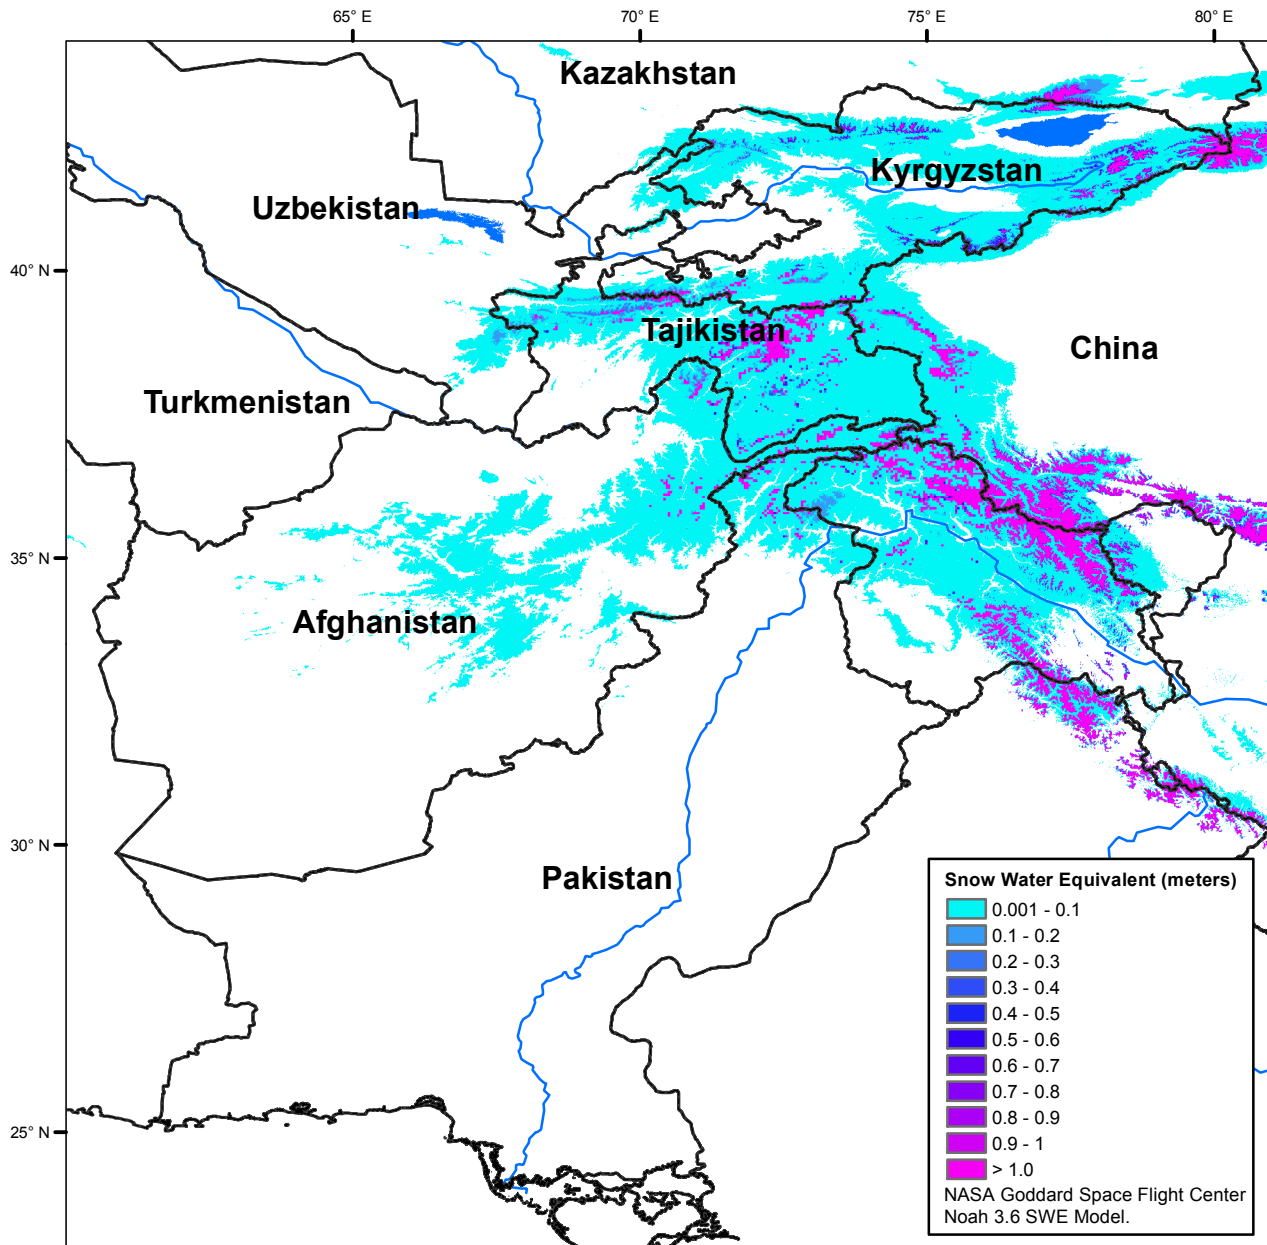 65° E
70° E
75° E
80° E
Kazakhstan
Kyrgyzstan
Uzbekistan
40° N
Tajikistan
China
Turkmenistan
35° N
Afghanistan
30° N
Pakistan
25° N
Snow Water Equivalent (meters)
0.001 - 0.1
0.1 - 0.2
0.2 - 0.3
0.3 - 0.4
0.4 - 0.5
0.5 - 0.6
0.6 - 0.7
0.7 - 0.8
0.8 - 0.9
0.9 - 1
> 1.0
NASA Goddard Space Flight Center
Noah 3.6 SWE Model.